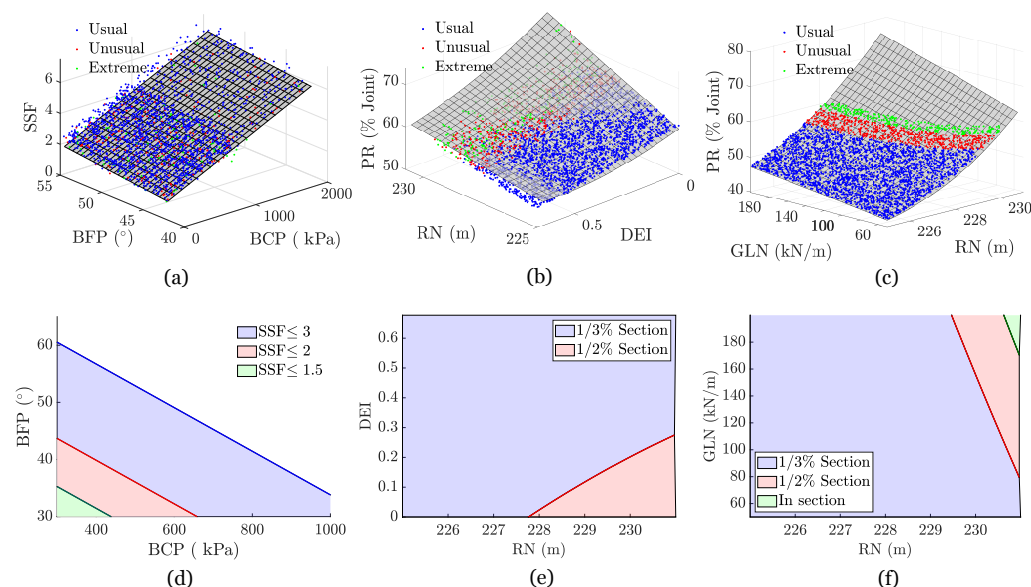 Usual
Unusual
Extreme
SSF
6
4
2
0
55
50
45
40
BFP (°)
0
1000
2000
BCP ( kPa)
(a)
Usual
Unusual
Extreme
PR (% Joint)
70
60
50
230
225
RN (m)
0.5
0
DEI
(b)
Usual
Unusual
Extreme
PR (% Joint)
80
70
60
50
40
180
140
100
60
GLN (kN/m)
226
228
230
RN (m)
(c)
SSF≤ 3
SSF≤ 2
SSF≤ 1.5
BFP (°)
60
50
40
30
400
600
800
1000
BCP ( kPa)
(d)
1/3% Section
1/2% Section
DEI
0.6
0.5
0.4
0.3
0.2
0.1
0
226
227
228
229
230
RN (m)
(e)
1/3% Section
1/2% Section
In section
GLN (kN/m)
180
160
140
120
100
80
60
226
227
228
229
230
RN (m)
(f)